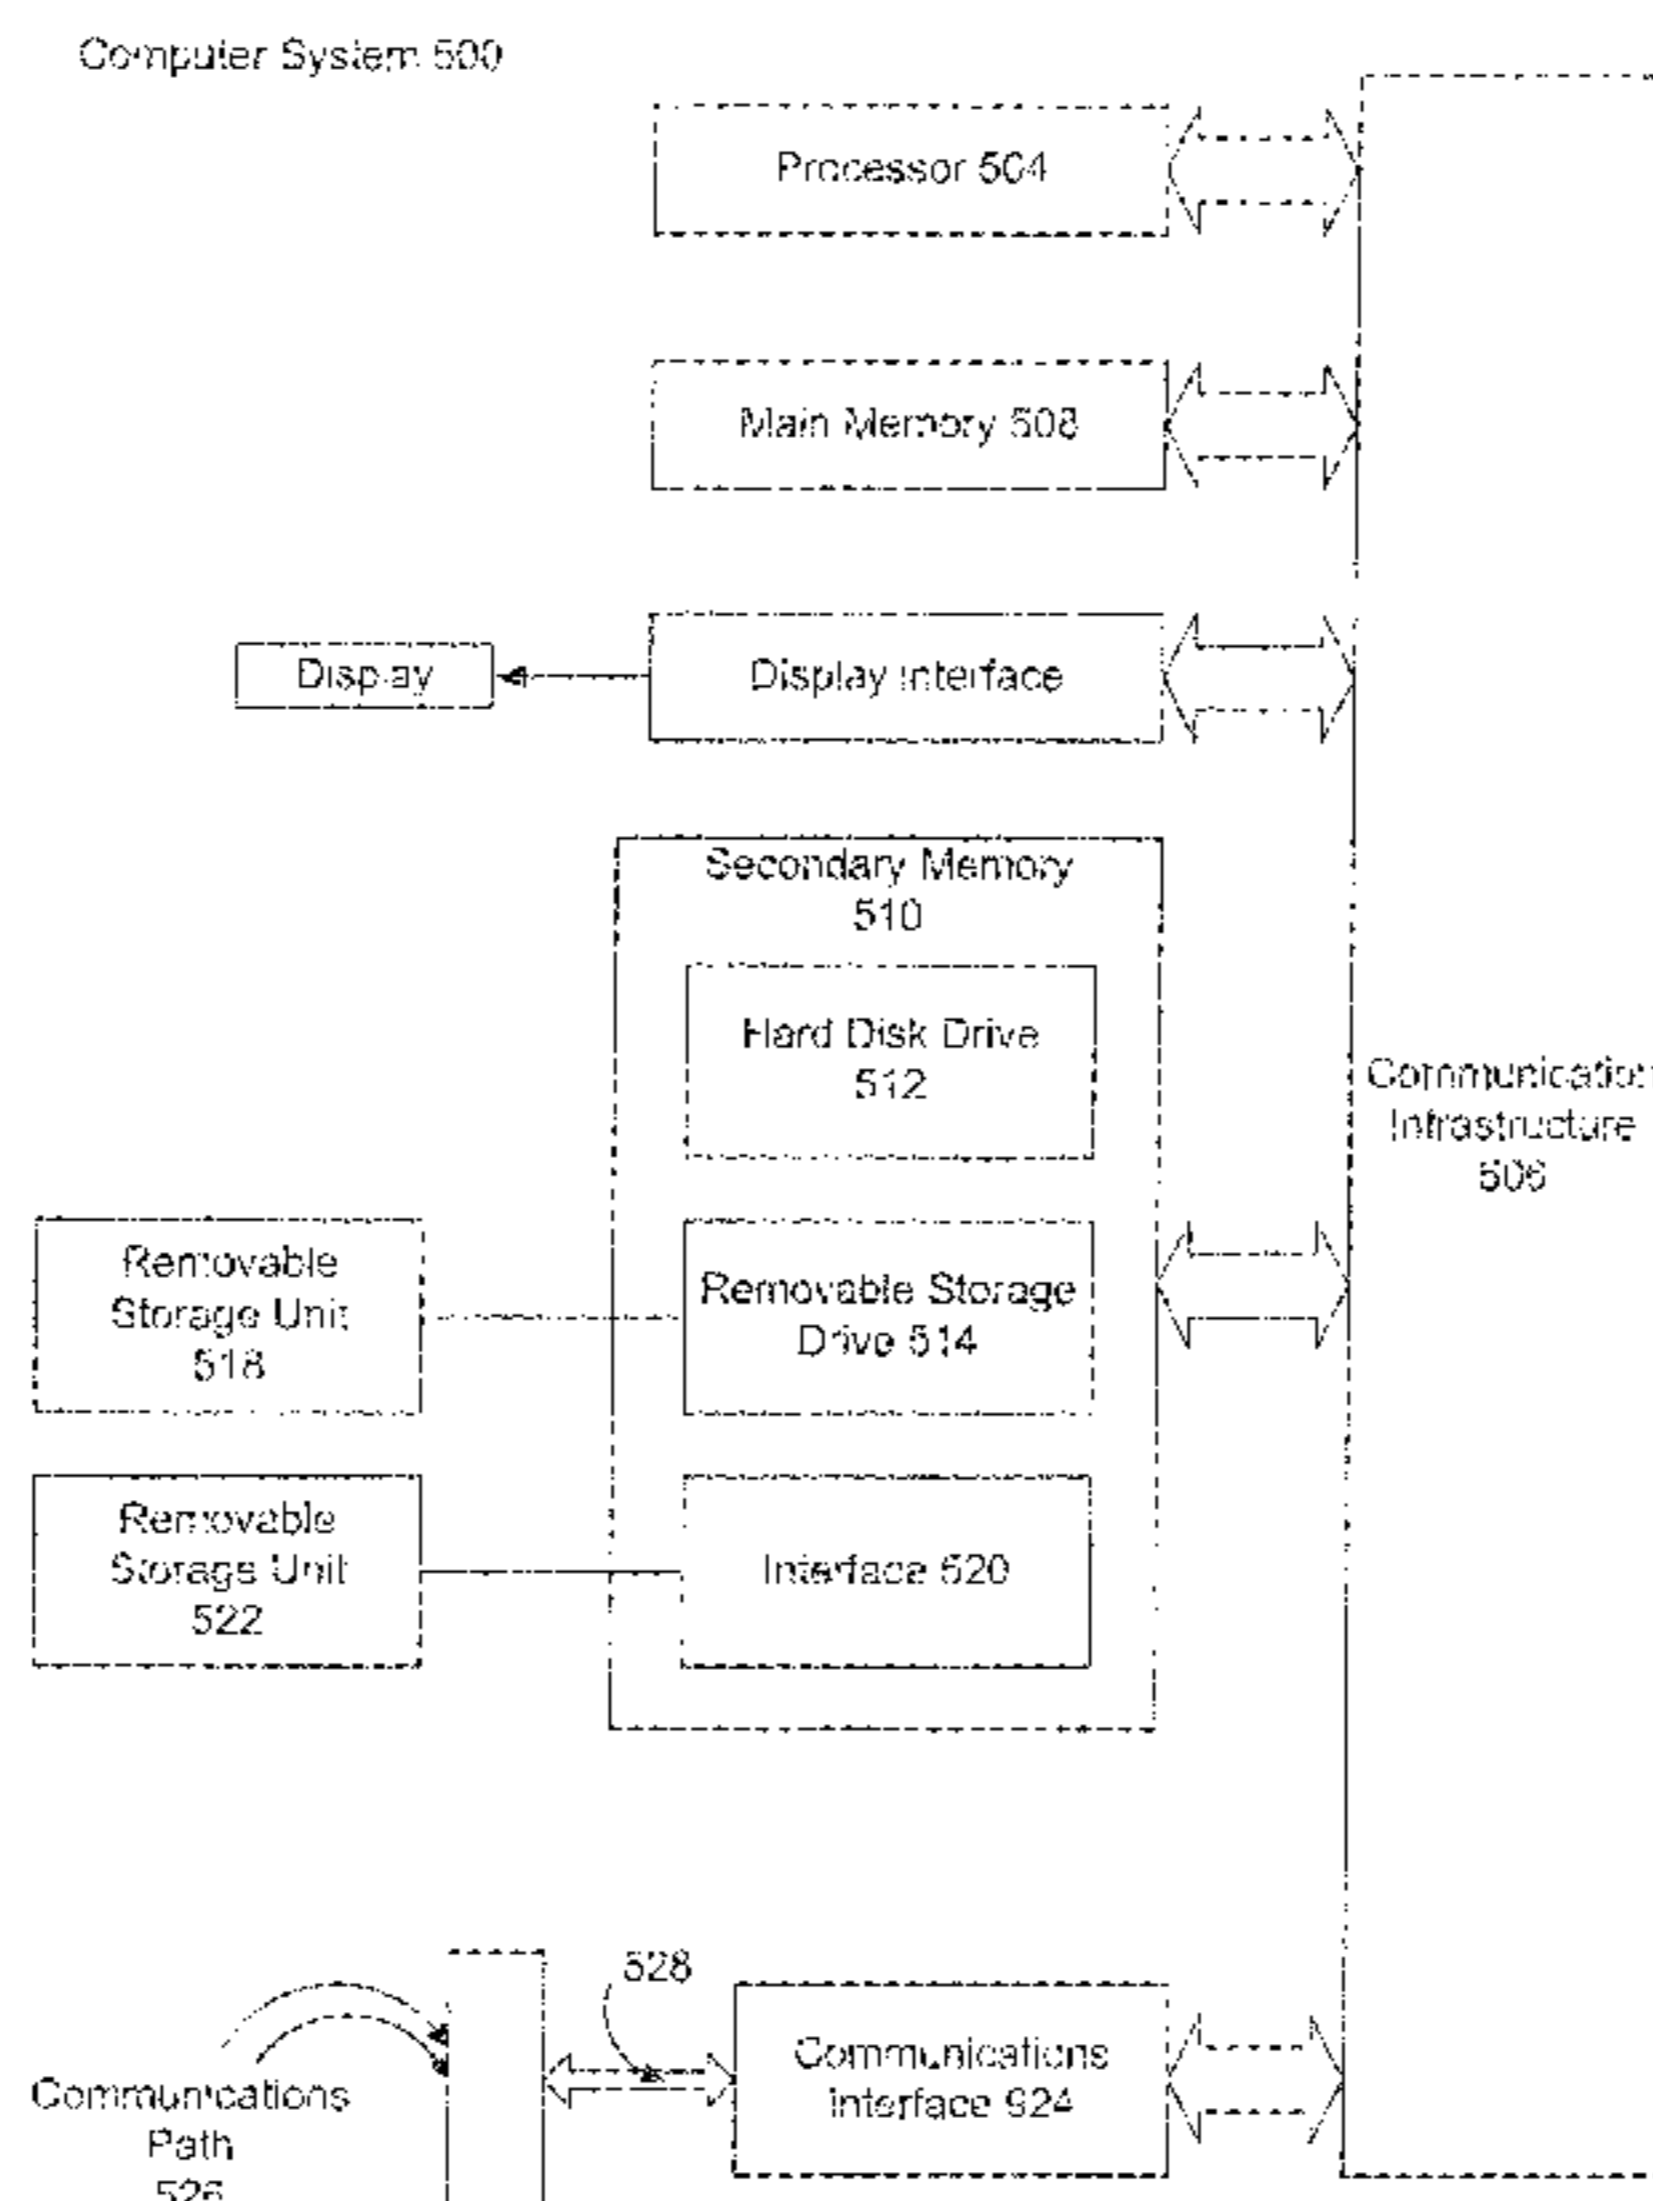 Computer System 500
Processor 504
Main Memory 508
Display
Display Interface
Secondary Memory
510
Hard Disk Drive
512
Communication
Infrastructure
506
Removable
Storage Unit
518
Removable Storage
Drive 514
Removable
Storage Unit
522
Interface 520
528
Communications
Interface 924
Communications
Path
526